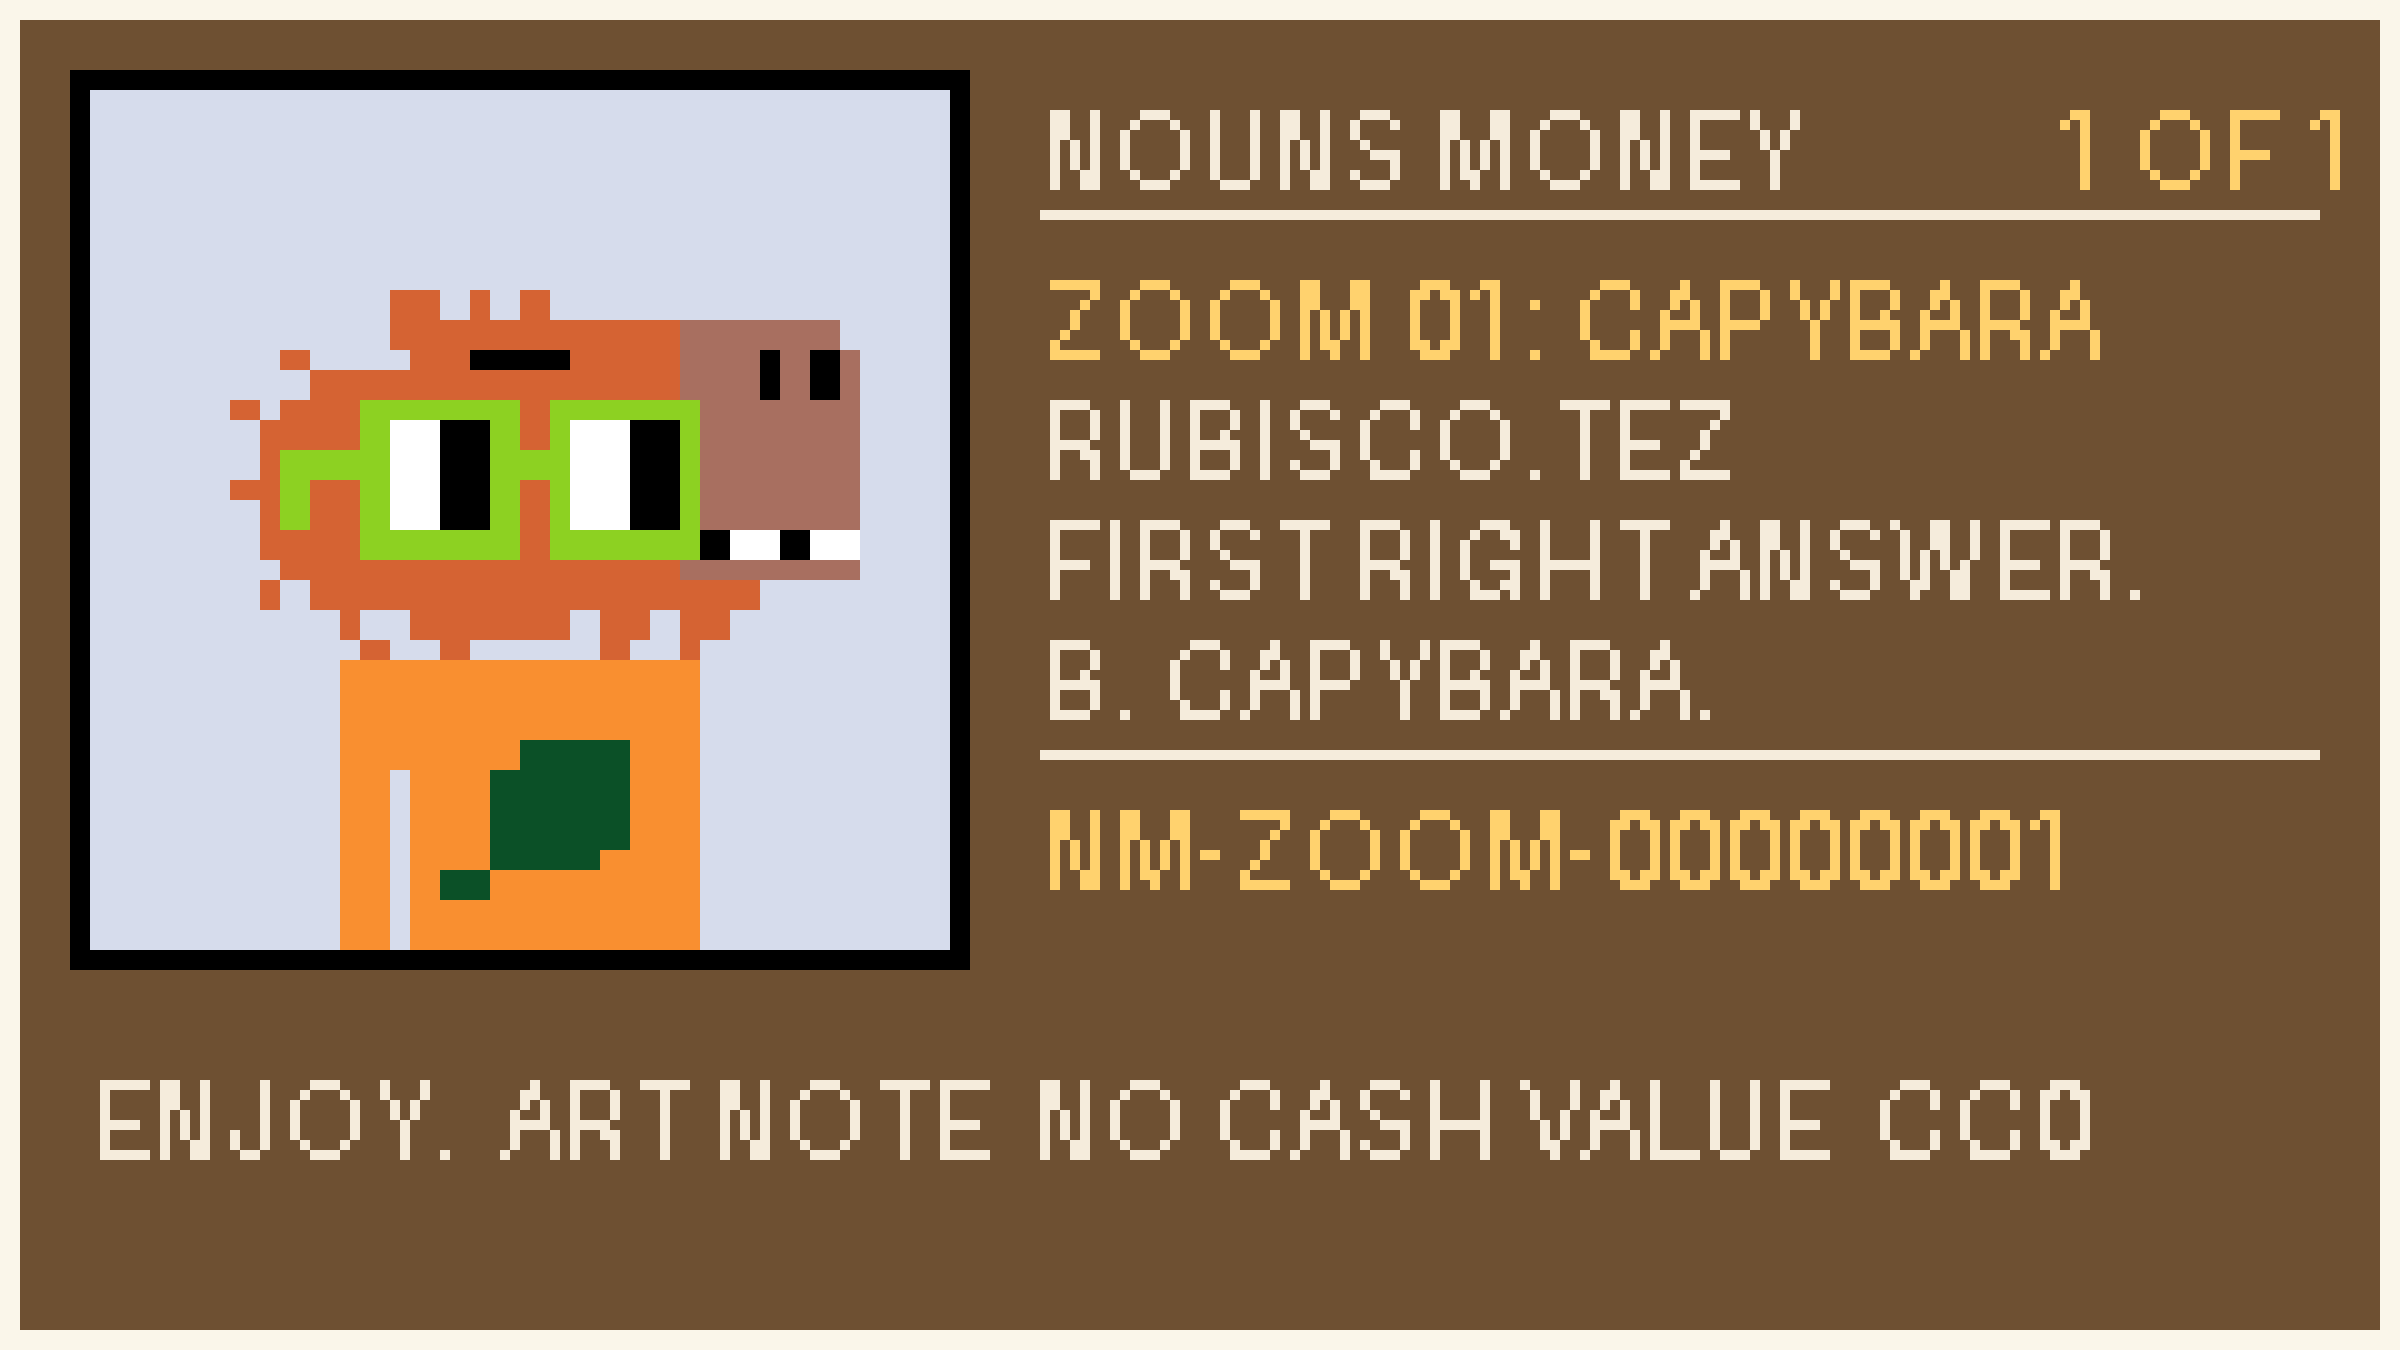 NOUNS MONEY 1 OF 1
ZOOM 01: CAPYBARA
RUBISCO.TEZ
FIRST RIGHT ANSWER.
B. CAPYBARA.
NM-ZOOM-00000001
ENJOY. ART NOTE NO CASH VALUE CC0